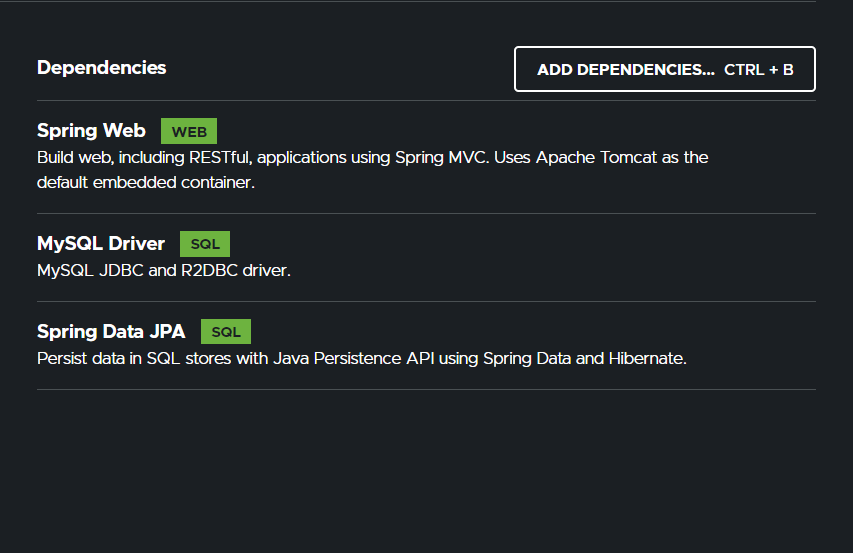 Dependencies
ADD DEPENDENCIES... CTRL + B
Spring Web WEB
Build web, including RESTful, applications using Spring MVC. Uses Apache Tomcat as the
default embedded container.
MySQL Driver SQL
MySQL JDBC and R2DBC driver.
Spring Data JPA SQL
Persist data in SQL stores with Java Persistence API using Spring Data and Hibernate.